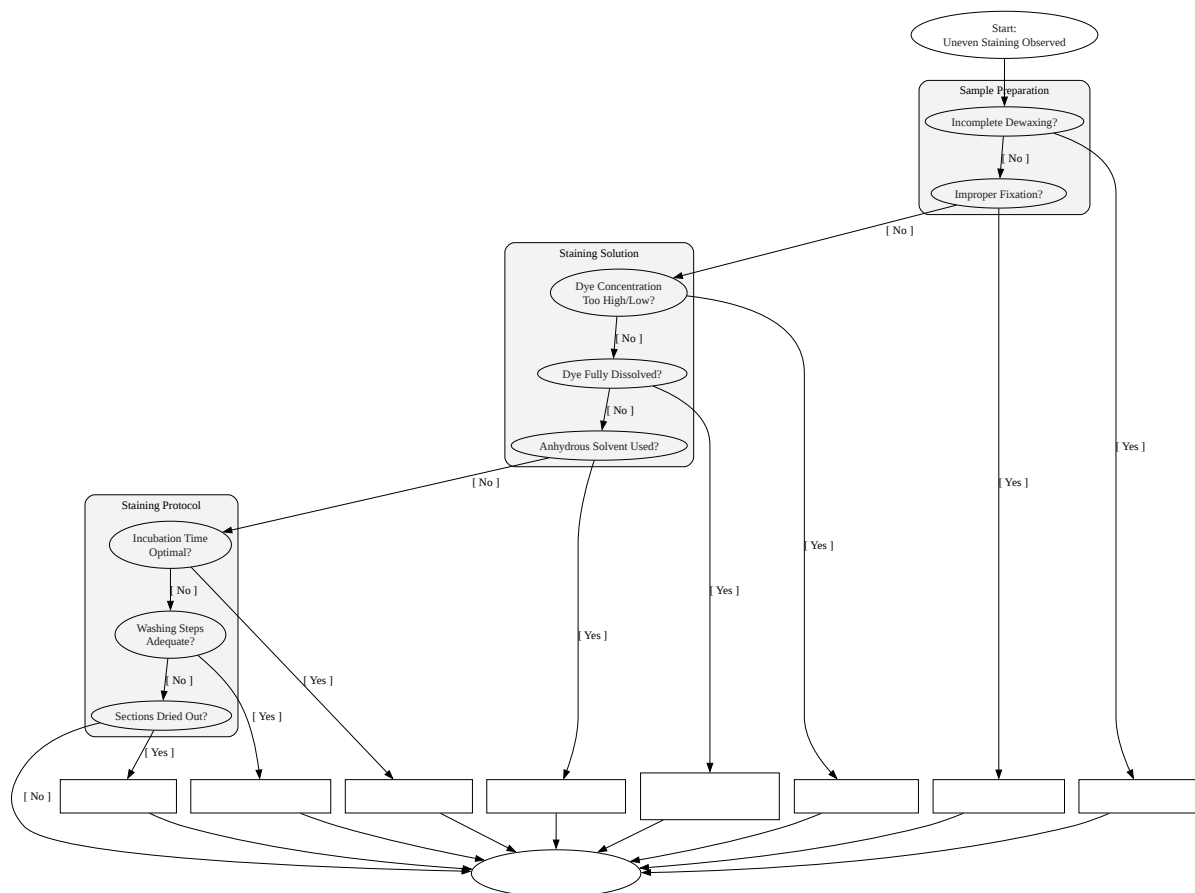 Start:
Uneven Staining Observed
Sample Preparation
Incomplete Dewaxing?
[ No ]
Improper Fixation?
[ No ]
Staining Solution
Dye Concentration
Too High/Low?
[ No ]
Dye Fully Dissolved?
[ No ]
Anhydrous Solvent Used?
[ Yes ]
[ No ]
[ Yes ]
Staining Protocol
Incubation Time
Optimal?
[ Yes ]
[ No ]
[ Yes ]
Washing Steps
Adequate?
[ Yes ]
[ No ]
[ Yes ]
Sections Dried Out?
[ Yes ]
[ Yes ]
[ No ]